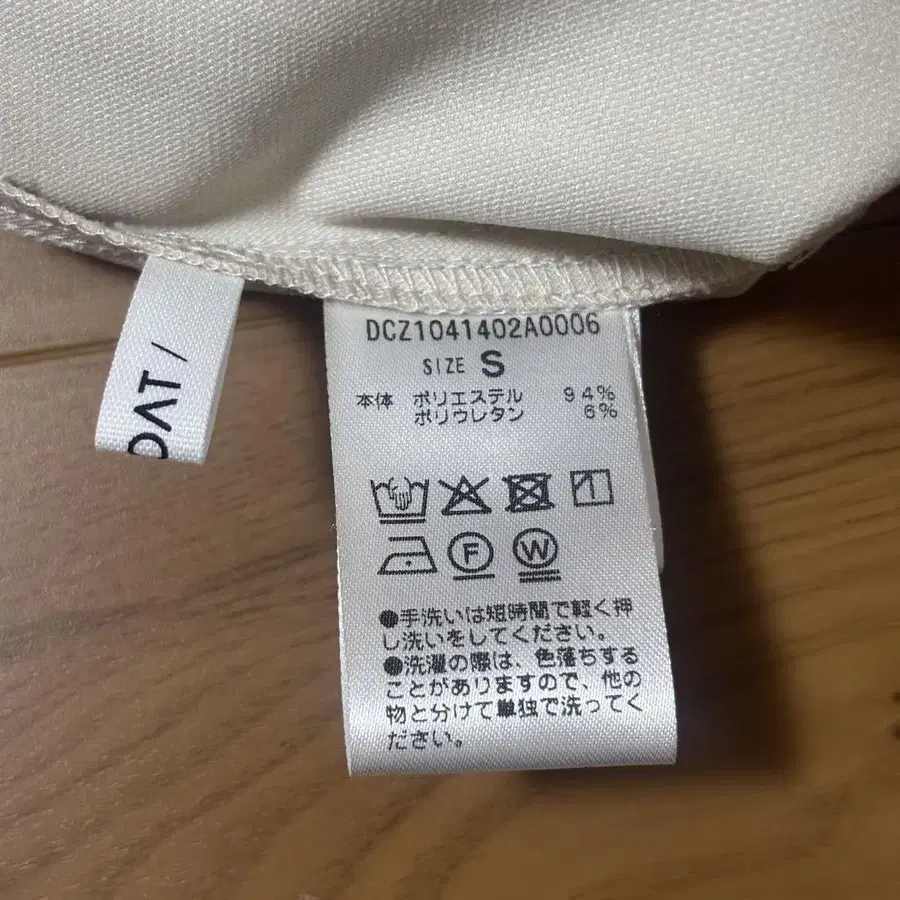 DCZ1041402A0006
SIZE S
本体 ポリエステル 94%
ポリウレタン 6%
F W
●手洗いは短時間で軽く押
し洗いをしてください。
●洗濯の際は、色落ちする
ことがありますので、他の
物と分けて単独で洗ってく
ださい。
OAT/